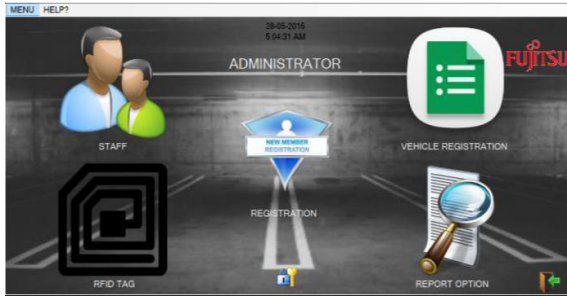 MENU HELP?
28-05-2016
5:04:31 AM
ADMINISTRATOR
FUJITSU
STAFF
NEW MEMBER
REGISTRATION
VEHICLE REGISTRATION
REGISTRATION
RFID TAG
REPORT OPTION